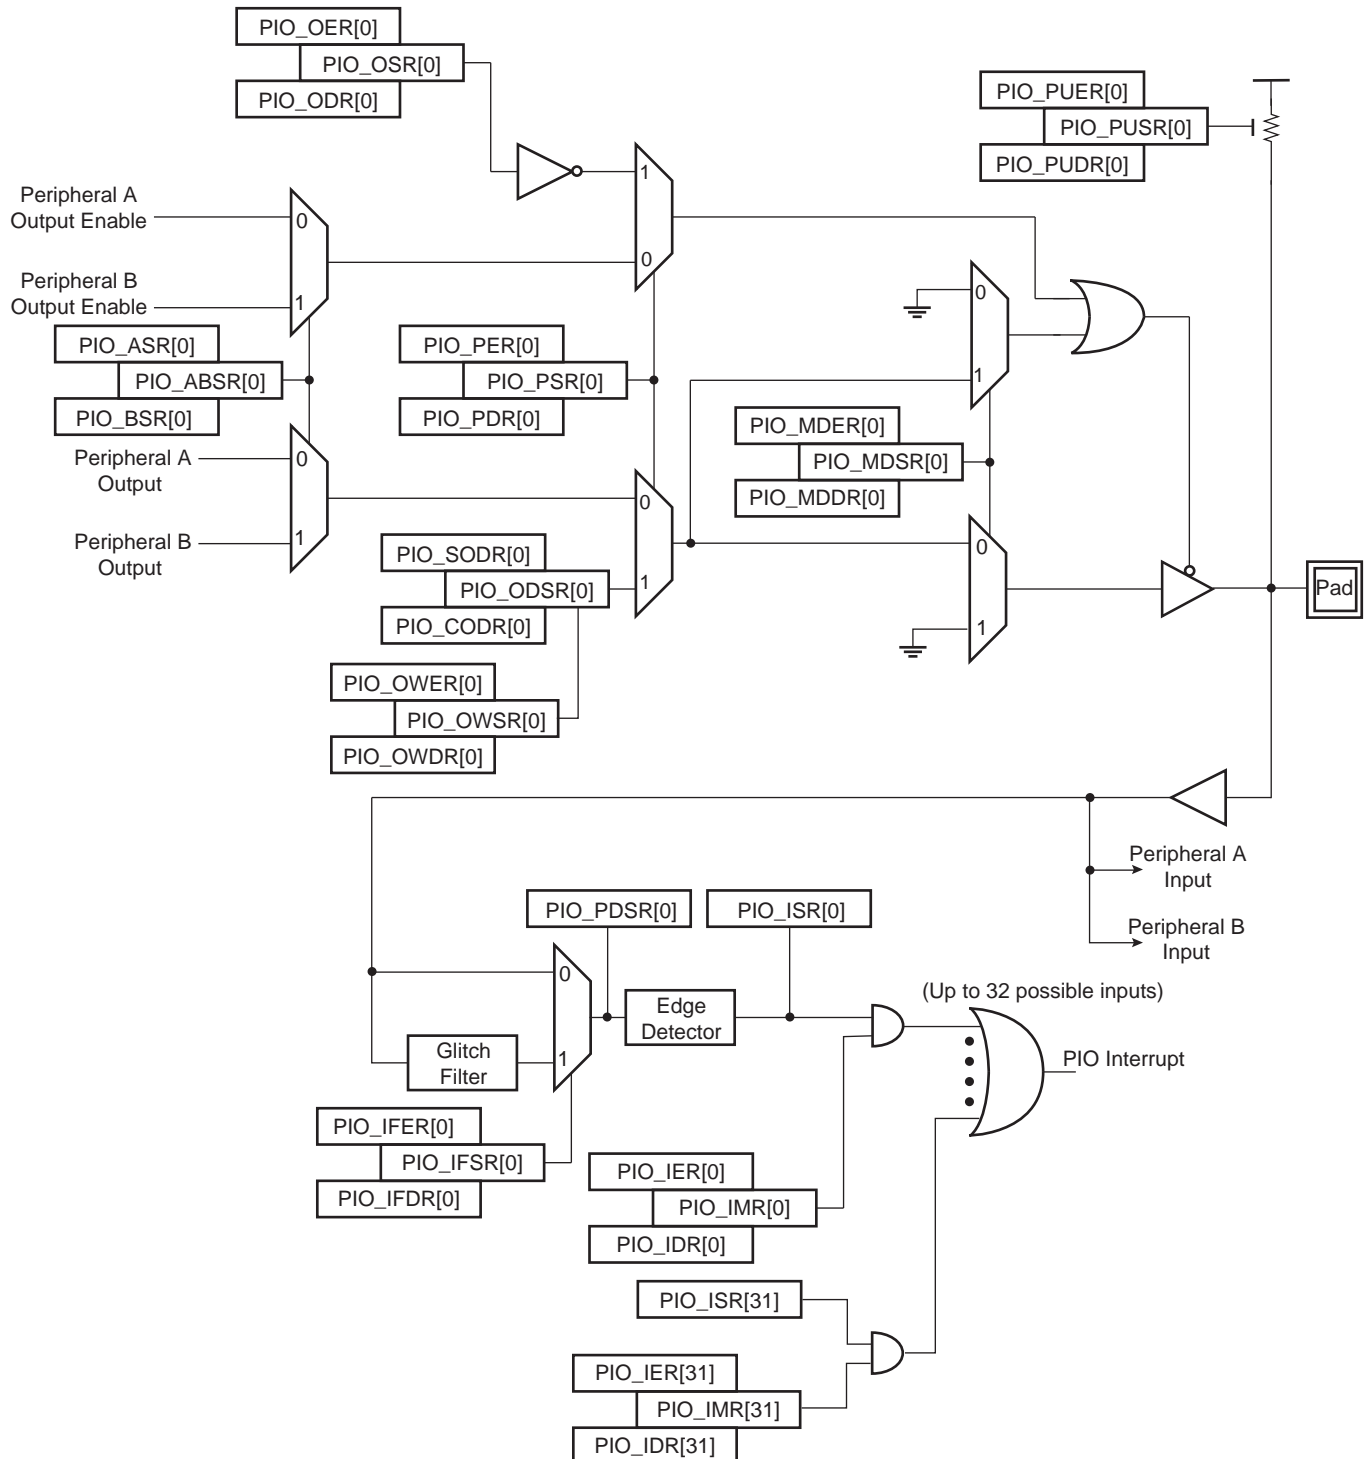 PIO_OER[0]
PIO_OSR[0]
PIO_ODR[0]
PIO_PUER[0]
PIO_PUSR[0]
PIO_PUDR[0]
1
Peripheral A
Output Enable
0
0
Peripheral B
Output Enable
1
0
PIO_ASR[0]
PIO_ABSR[0]
PIO_BSR[0]
PIO_PER[0]
PIO_PSR[0]
PIO_PDR[0]
1
PIO_MDER[0]
PIO_MDSR[0]
PIO_MDDR[0]
Peripheral A
Output
0
0
Peripheral B
Output
1
PIO_SODR[0]
PIO_ODSR[0]
PIO_CODR[0]
1
0
1
Pad
PIO_OWER[0]
PIO_OWSR[0]
PIO_OWDR[0]
Peripheral A
Input
Peripheral B
Input
PIO_PDSR[0]
PIO_ISR[0]
0
(Up to 32 possible inputs)
Edge
Detector
Glitch
Filter
1
PIO Interrupt
PIO_IFER[0]
PIO_IFSR[0]
PIO_IFDR[0]
PIO_IER[0]
PIO_IMR[0]
PIO_IDR[0]
PIO_ISR[31]
PIO_IER[31]
PIO_IMR[31]
PIO_IDR[31]